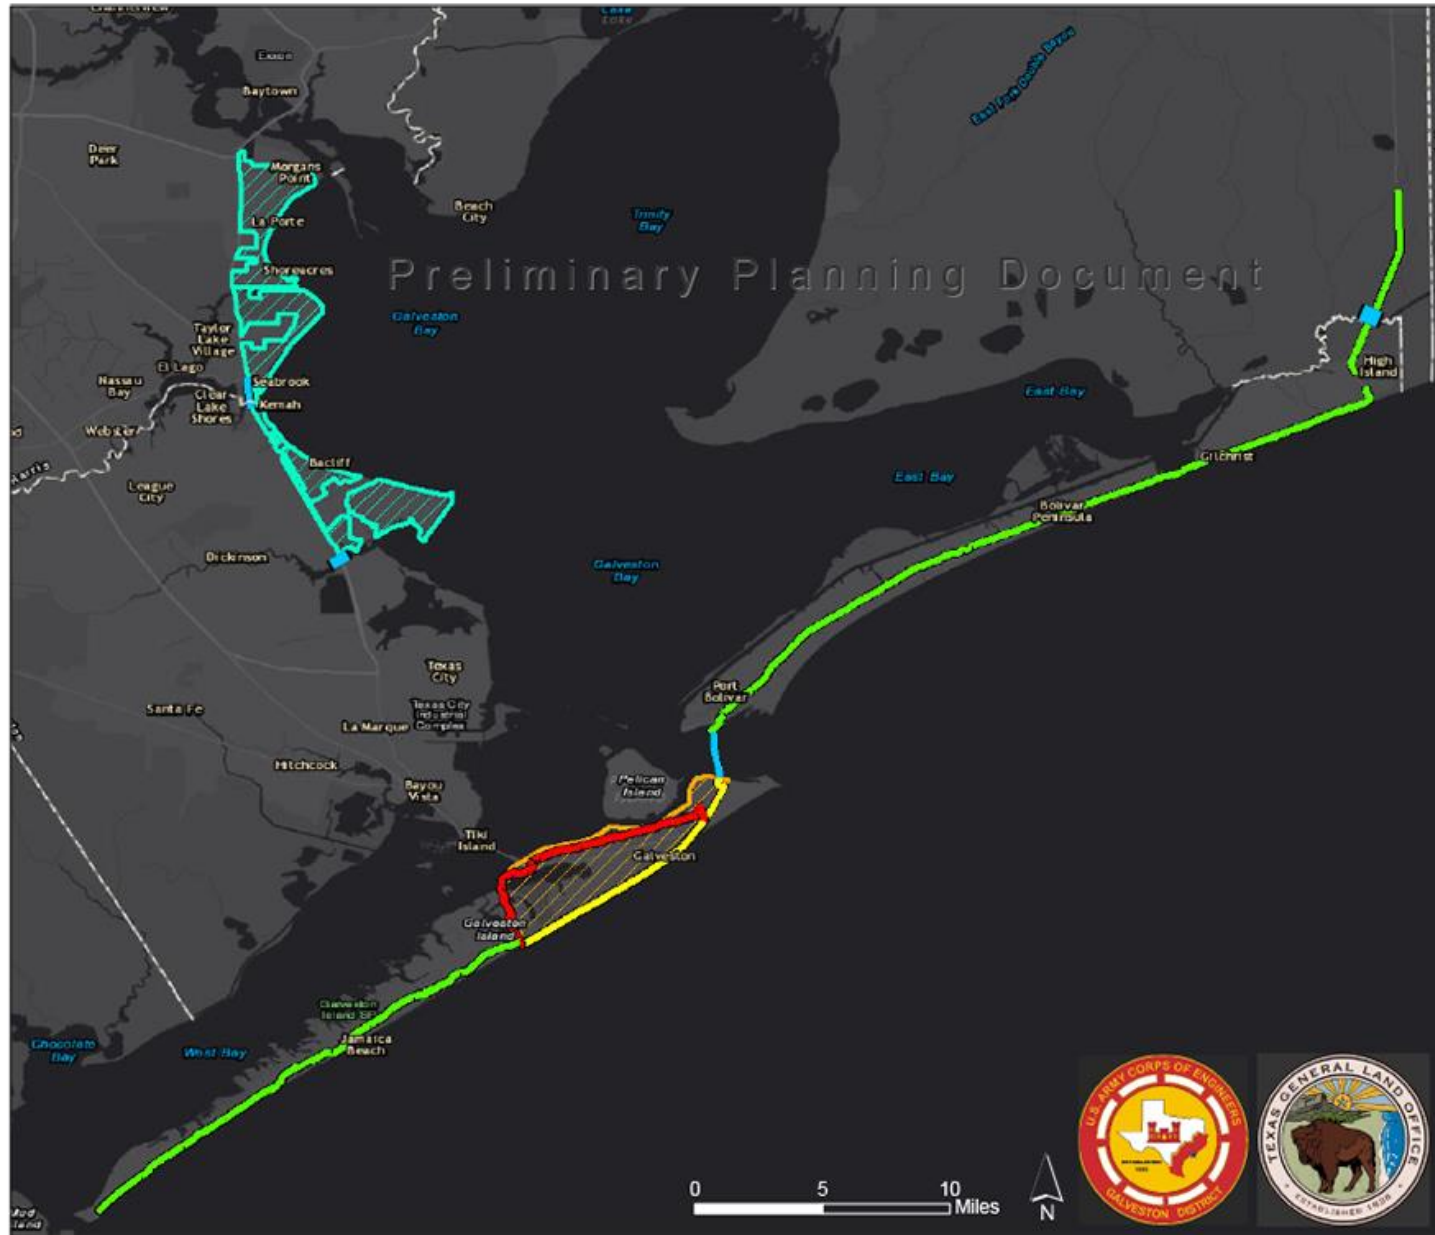 Exxon
Baytown
Deer
Park
Morgans
Point
East Fork Double Bayou
Beach
City
Trinity
Bay
La Porte
Shoreacres
Preliminary Planning Document
Galveston
Bay
Taylor
Lake
Village
El Lago
Nassau
Bay
Seabrook
Clear
Lake
Shores
Kemah
Webster
High
Island
East Bay
Harris
League
City
Bacliff
East Bay
Gilchrist
Bolivar
Peninsula
Dickinson
Galveston
Bay
Texas
City
Texas City
Industrial
Complex
Santa Fe
La Marque
Port
Bolivar
Hitchcock
Bayou
Vista
Pelican
Island
Tiki
Island
Galveston
Galveston
Island
Galveston
Island SP
Jamaica
Beach
Chocolate
Bay
West Bay
0 5 10
Miles
N
U.S. ARMY CORPS OF ENGINEERS
GALVESTON DISTRICT
TEXAS GENERAL LAND OFFICE
ESTABLISHED 1836